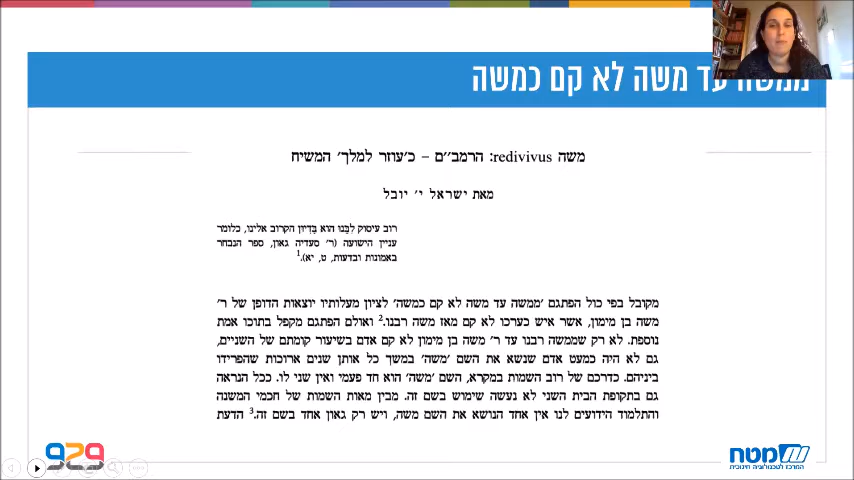 ממשה עד משה לא קם כמשה
משה redivivus: הרמב״ם – כ׳עוזר למלך׳ המשיח
מאת ישראל י׳ יובל
רוב עיסוק לִבֵּנו הוא בַּדִיון הקרוב אלינו, כלומר
עניין הישועה (ר׳ סעדיה גאון, ספר הנבחר
באמונות ובדעות, ט, יא).1
מקובל בפי כול הפתגם ׳ממשה עד משה לא קם כמשה׳ לציון מעלותיו יוצאות הדופן של ר׳
משה בן מימון, אשר איש כערכו לא קם מאז משה רבנו.2 ואולם הפתגם מקפל בתוכו אמת
נוספת. לא רק שממשה רבנו עד ר׳ משה בן מימון לא קם אדם בשיעור קומתם של השניים,
גם לא היה כמעט אדם שנשא את השם ׳משה׳ במשך כל אותן שנים ארוכות שהפרידו
ביניהם. כדרכם של רוב השמות במקרא, השם ׳משה׳ הוא חד פעמי ואין שני לו. ככל הנראה
גם בתקופת הבית השני לא נעשה שימוש בשם זה. מבין מאות השמות של חכמי המשנה
והתלמוד הידועים לנו אין אחד הנושא את השם משה, ויש רק גאון אחד בשם זה.3 הדעת
929
מטח
המרכז לטכנולוגיה חינוכית